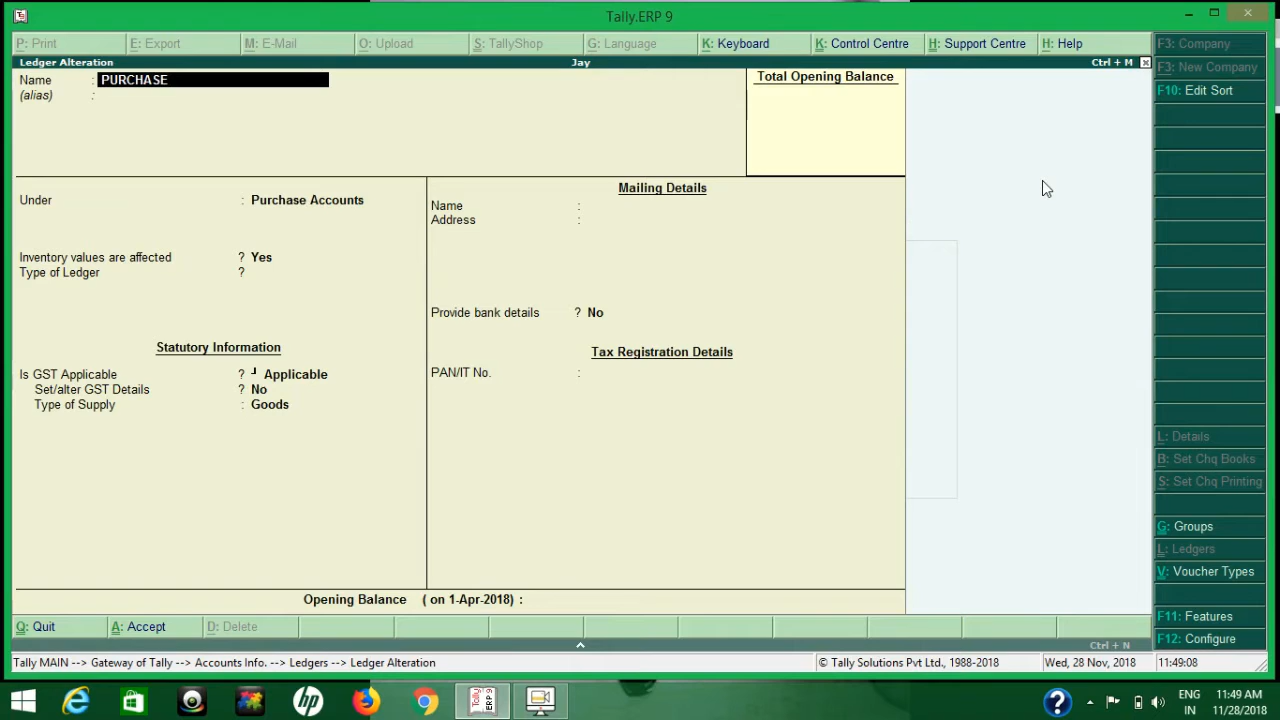 Tally.ERP 9
P: Print E: Export M: E-Mail O: Upload S: TallyShop G: Language K: Keyboard K: Control Centre H: Support Centre H: Help
Ledger Alteration Jay Ctrl + M
Name : PURCHASE
(alias) :
Total Opening Balance
Under : Purchase Accounts
Inventory values are affected ? Yes
Type of Ledger ?
Statutory Information
Is GST Applicable ? ┘ Applicable
Set/alter GST Details ? No
Type of Supply : Goods
Mailing Details
Name :
Address :
Provide bank details ? No
Tax Registration Details
PAN/IT No. :
Opening Balance ( on 1-Apr-2018) :
F3: Company
F3: New Company
F10: Edit Sort
L: Details
B: Set Chq Books
S: Set Chq Printing
G: Groups
L: Ledgers
V: Voucher Types
F11: Features
F12: Configure
Q: Quit A: Accept D: Delete
Ctrl + N
Tally MAIN --> Gateway of Tally --> Accounts Info. --> Ledgers --> Ledger Alteration © Tally Solutions Pvt Ltd., 1988-2018 Wed, 28 Nov, 2018 11:49:08
hp
Tally
ERP 9
?
ENG
IN
11:49 AM
11/28/2018